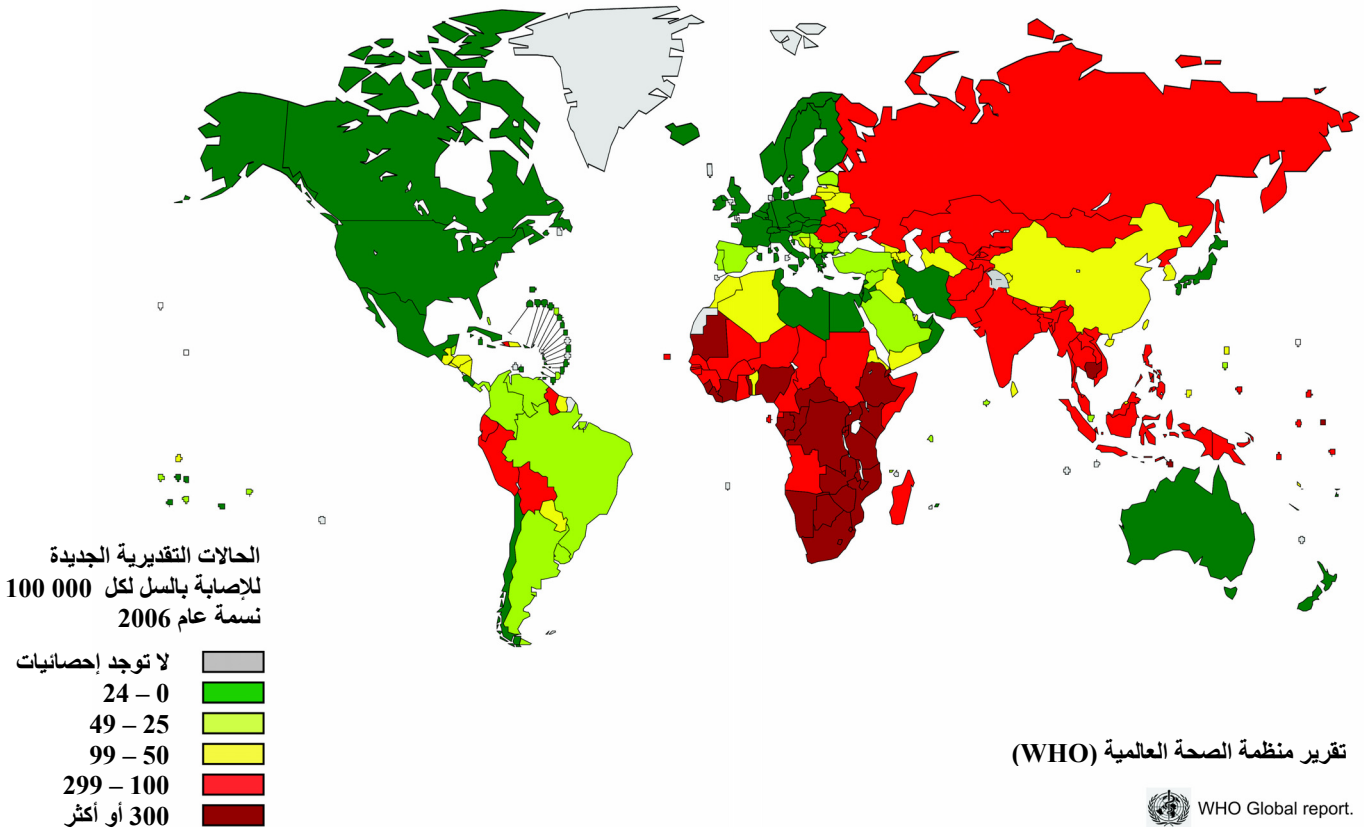 الحالات التقديرية الجديدة
للإصابة بالسل لكل 000 100
نسمة عام 2006
لا توجد إحصائيات
0 – 24
25 – 49
50 – 99
100 – 299
300 أو أكثر
تقرير منظمة الصحة العالمية (WHO)
WHO Global report.